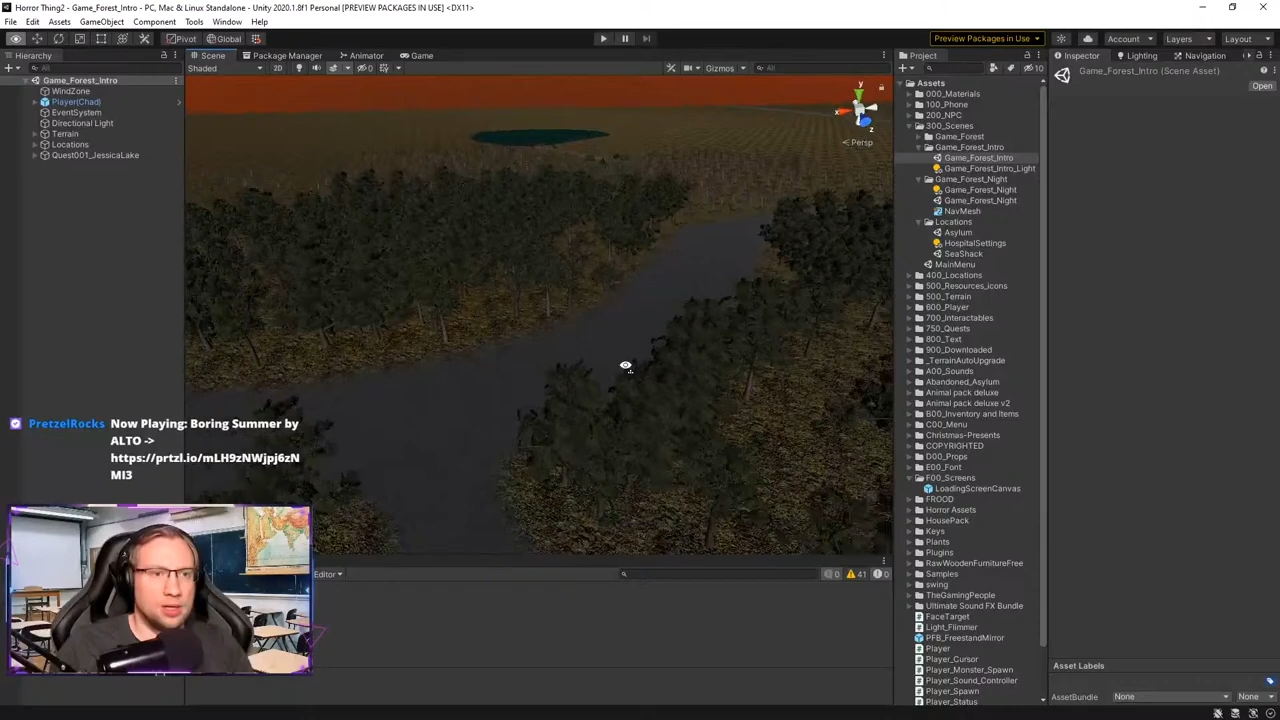 Horror Thing2 - Game_Forest_Intro - PC, Mac & Linux Standalone - Unity 2020.1.8f1 Personal [PREVIEW PACKAGES IN USE] <DX11>
File Edit Assets GameObject Component Tools Window Help
Pivot Global Preview Packages in Use Account Layers Layout
Hierarchy Scene Package Manager Animator Game Project Inspector Lighting Navigation
All Shaded 2D 0 Gizmos All 10
Game_Forest_Intro
WindZone
Player(Chad)
EventSystem
Directional Light
Terrain
Locations
Quest001_JessicaLake
y
x
z
Persp
Assets
000_Materials
100_Phone
200_NPC
300_Scenes
Game_Forest
Game_Forest_Intro
Game_Forest_Intro
Game_Forest_Intro_Light
Game_Forest_Night
Game_Forest_Night
Game_Forest_Night
NavMesh
Locations
Asylum
HospitalSettings
SeaShack
MainMenu
400_Locations
500_Resources_icons
500_Terrain
600_Player
700_Interactables
750_Quests
800_Text
900_Downloaded
_TerrainAutoUpgrade
A00_Sounds
Abandoned_Asylum
Animal pack deluxe
Animal pack deluxe v2
B00_Inventory and Items
C00_Menu
Christmas-Presents
COPYRIGHTED
D00_Props
E00_Font
F00_Screens
LoadingScreenCanvas
FROOD
Horror Assets
HousePack
Keys
Plants
Plugins
RawWoodenFurnitureFree
Samples
swing
TheGamingPeople
Ultimate Sound FX Bundle
FaceTarget
Light_Flimmer
PFB_FreestandMirror
Player
Player_Cursor
Player_Monster_Spawn
Player_Sound_Controller
Player_Spawn
Player_Status
Game_Forest_Intro (Scene Asset)
Open
Asset Labels
AssetBundle None None
PretzelRocks Now Playing: Boring Summer by
ALTO ->
https://prtzl.io/mLH9zNWjpj6zN
MI3
Editor 0 41 0